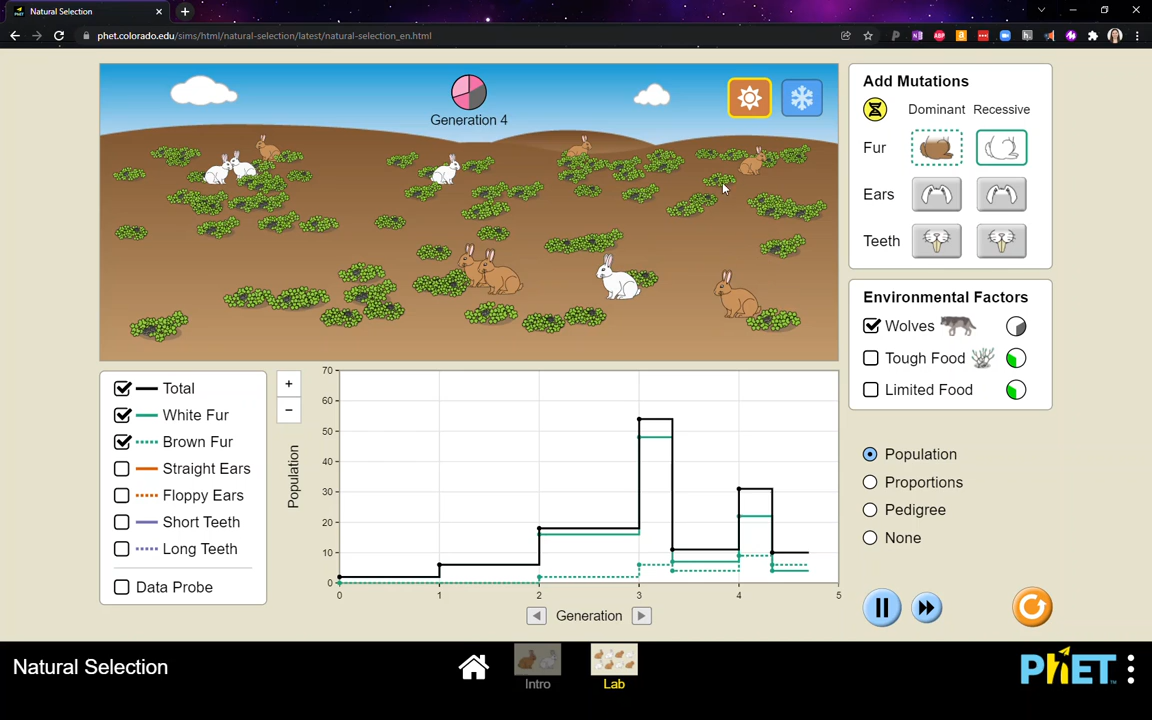 Natural Selection
phet.colorado.edu/sims/html/natural-selection/latest/natural-selection_en.html
Generation 4
Add Mutations
Dominant Recessive
Fur
Ears
Teeth
Environmental Factors
Wolves
Tough Food
Limited Food
Total
White Fur
Brown Fur
Straight Ears
Floppy Ears
Short Teeth
Long Teeth
Data Probe
+
−
Population
70
60
50
40
30
20
10
0
0 1 2 3 4 5
Generation
Population
Proportions
Pedigree
None
Natural Selection
Intro
Lab
PhET